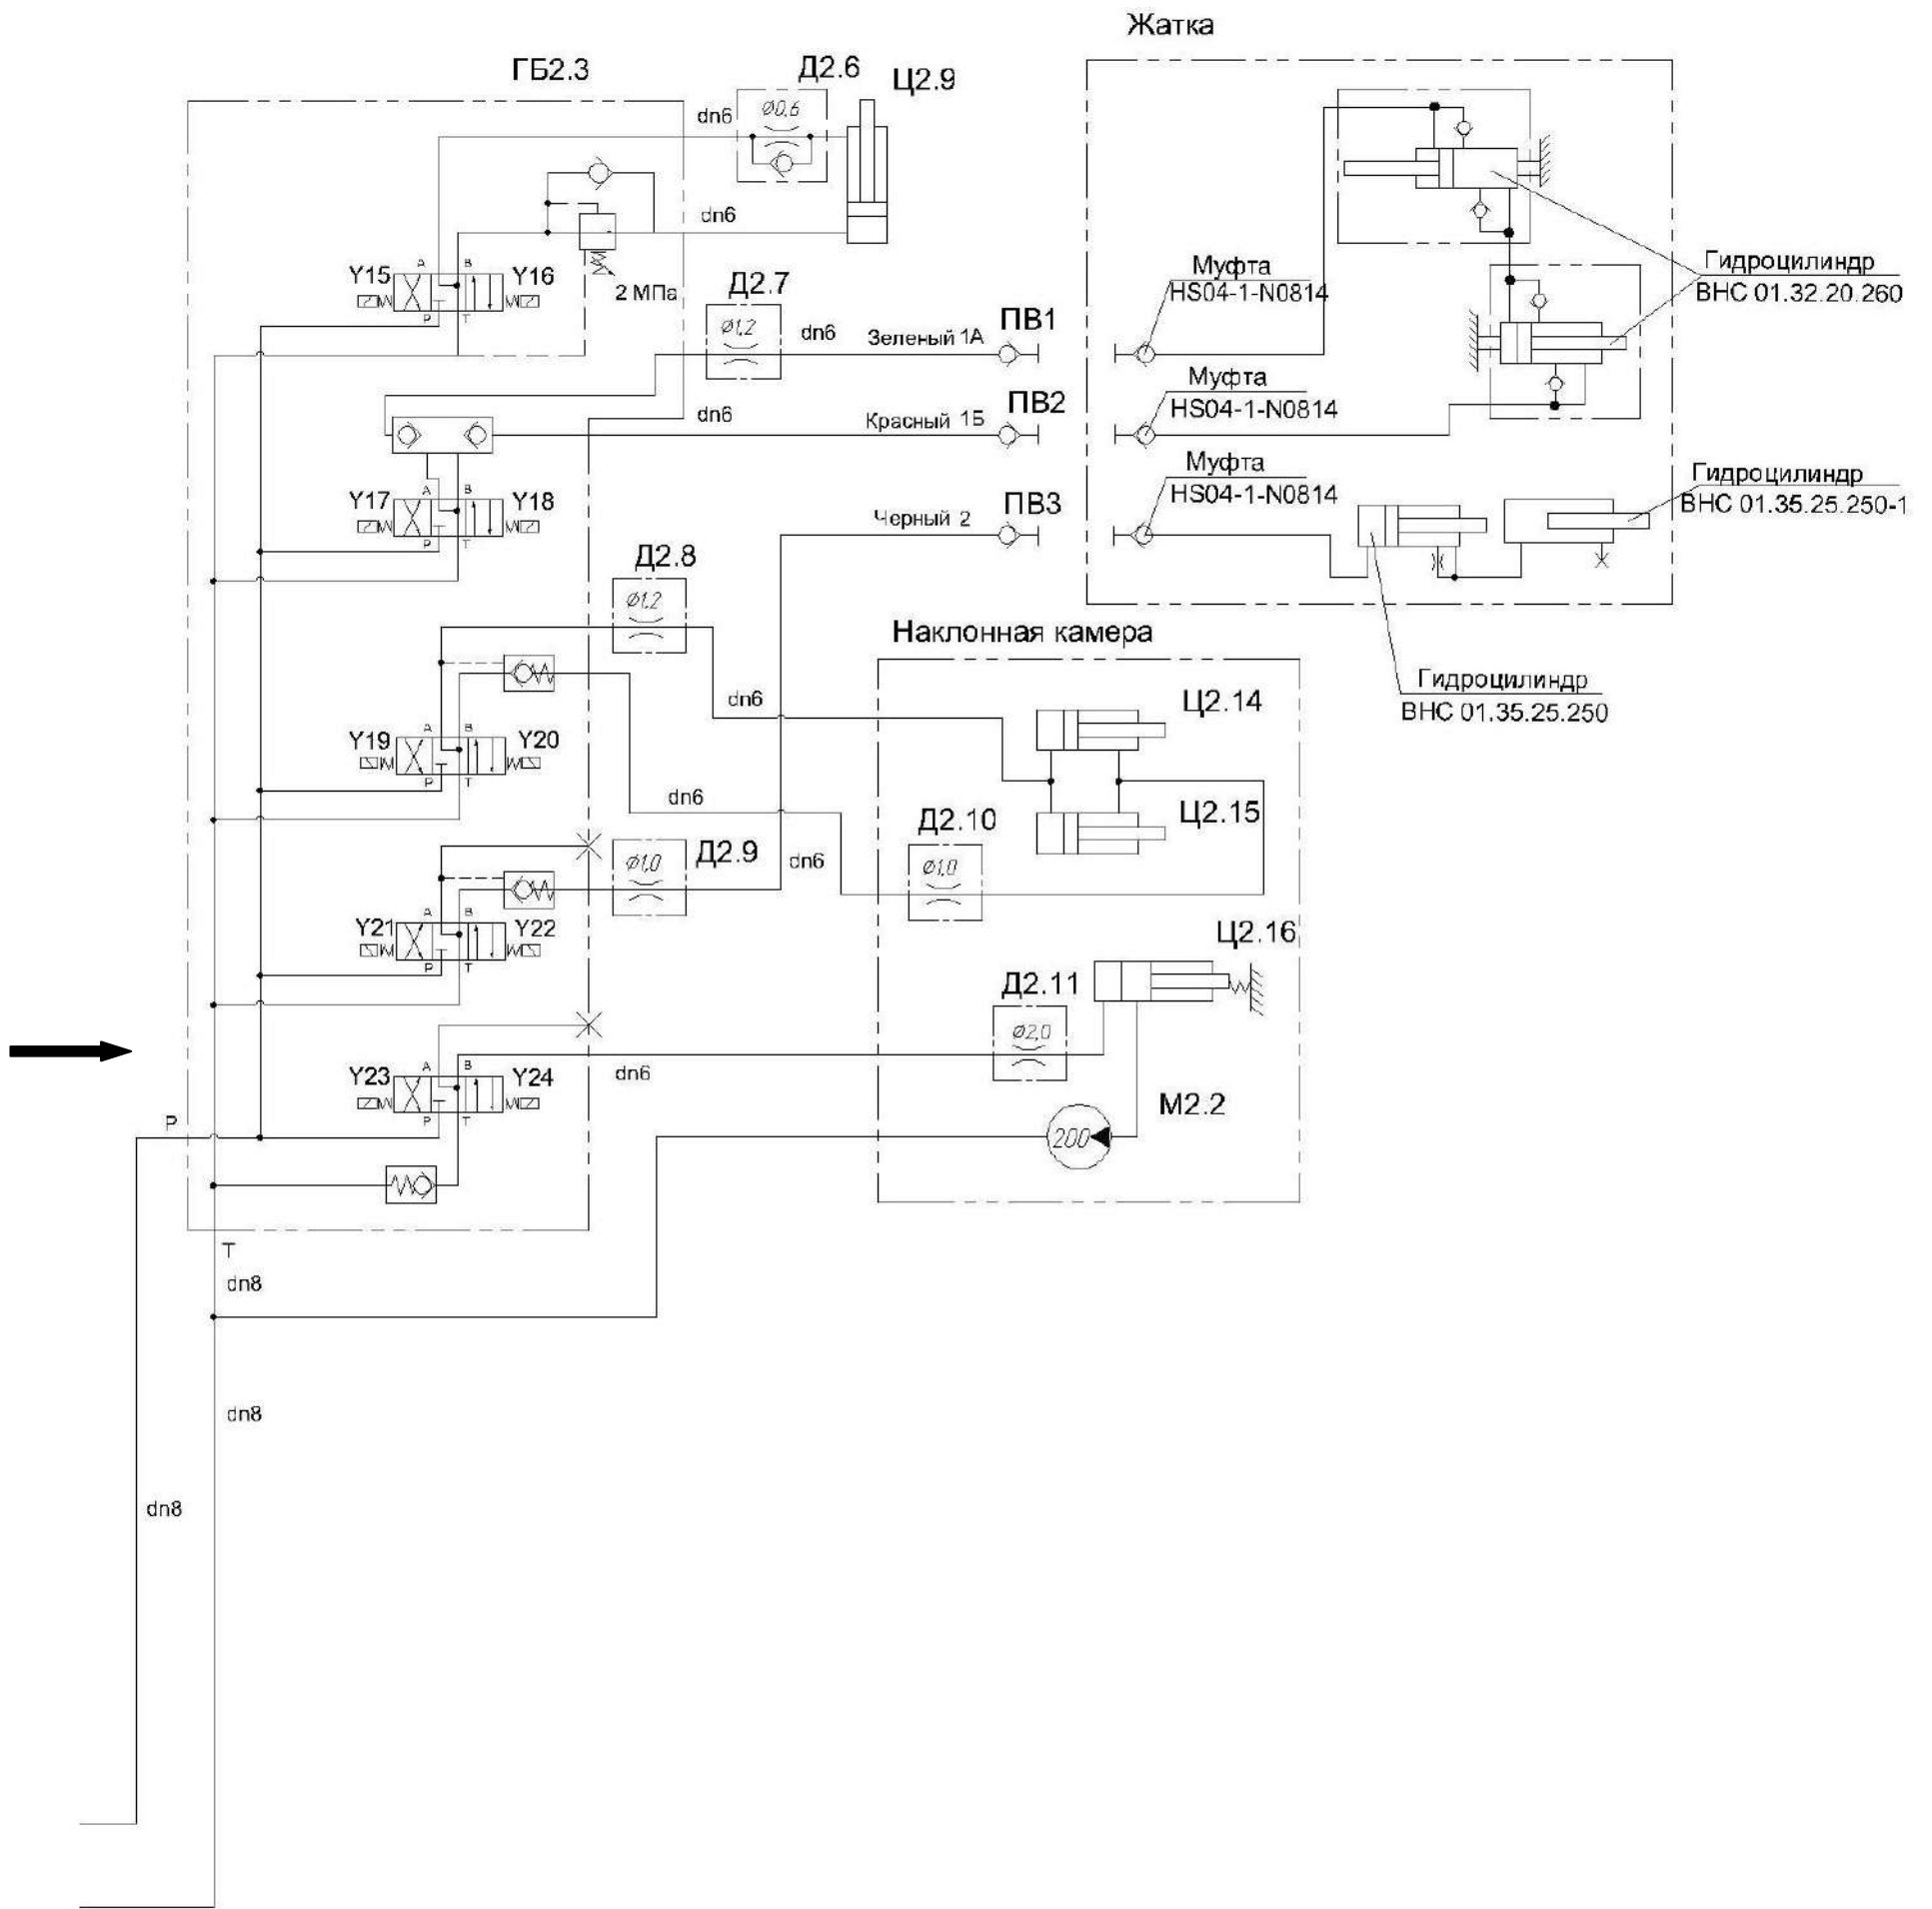 Жатка
ГБ2.3
Д2.6
Ц2.9
dn6
Ø0,6
dn6
Y15
A
B
Y16
P
T
2 МПа
Д2.7
Ø1,2
dn6
Зеленый 1А
ПВ1
Муфта
HS04-1-N0814
Гидроцилиндр
ВНС 01.32.20.260
dn6
Красный 1Б
ПВ2
Муфта
HS04-1-N0814
Y17
A
B
Y18
P
T
Черный 2
ПВ3
Муфта
HS04-1-N0814
Гидроцилиндр
ВНС 01.35.25.250-1
Д2.8
Ø1,2
Наклонная камера
Гидроцилиндр
ВНС 01.35.25.250
dn6
Ц2.14
Y19
A
B
Y20
P
T
dn6
Ц2.15
Д2.10
Ø1,0
Д2.9
Ø1,0
dn6
Y21
A
B
Y22
P
T
Ц2.16
Д2.11
Ø2,0
Y23
A
B
Y24
P
T
dn6
М2.2
200
P
T
dn8
dn8
dn8